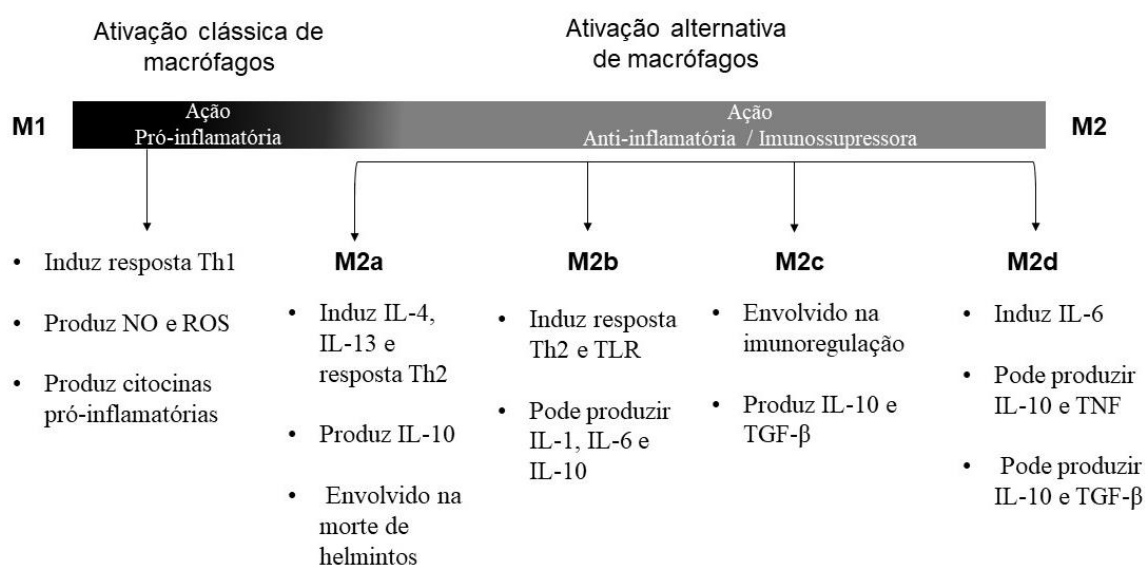 Ativação clássica de
macrófagos
Ativação alternativa
de macrófagos
M1
Ação
Pró-inflamatória
Ação
Anti-inflamatória / Imunossupressora
M2
• Induz resposta Th1
• Produz NO e ROS
• Produz citocinas
pró-inflamatórias
M2a
• Induz IL-4,
IL-13 e
resposta Th2
• Produz IL-10
• Envolvido na
morte de
helmintos
M2b
• Induz resposta
Th2 e TLR
• Pode produzir
IL-1, IL-6 e
IL-10
M2c
• Envolvido na
imunoregulação
• Produz IL-10 e
TGF-β
M2d
• Induz IL-6
• Pode produzir
IL-10 e TNF
• Pode produzir
IL-10 e TGF-β